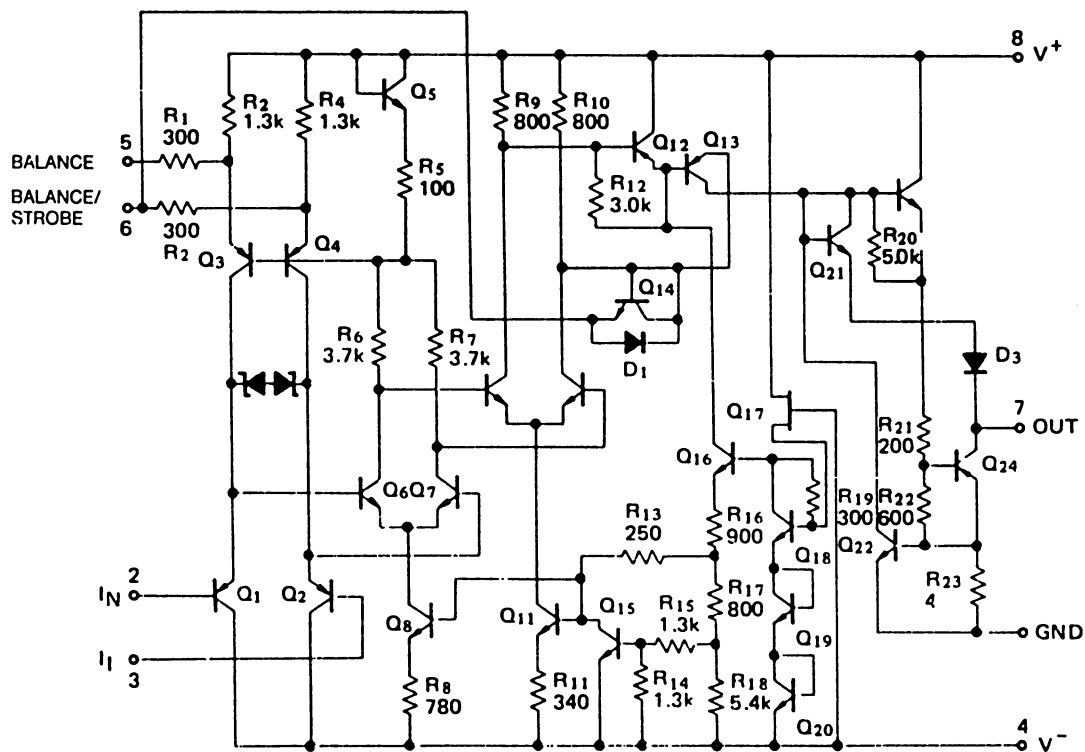 8
V+
Q5
R2
1.3k
R4
1.3k
R9
800
R10
800
R1
300
5
BALANCE
BALANCE/
STROBE
6
300
R2
Q12
Q13
R5
100
R12
3.0k
Q3
Q4
Q14
Q21
R20
5.0k
R6
3.7k
R7
3.7k
D1
D3
7
OUT
Q17
R21
200
Q16
Q24
Q6
Q7
R13
250
R16
900
R19
300
R22
600
Q22
Q18
2
IN
Q1
Q2
Q8
Q11
Q15
R15
1.3k
R17
800
R23
4
GND
Q19
II
3
R8
780
R11
340
R14
1.3k
R18
5.4k
Q20
4
V-